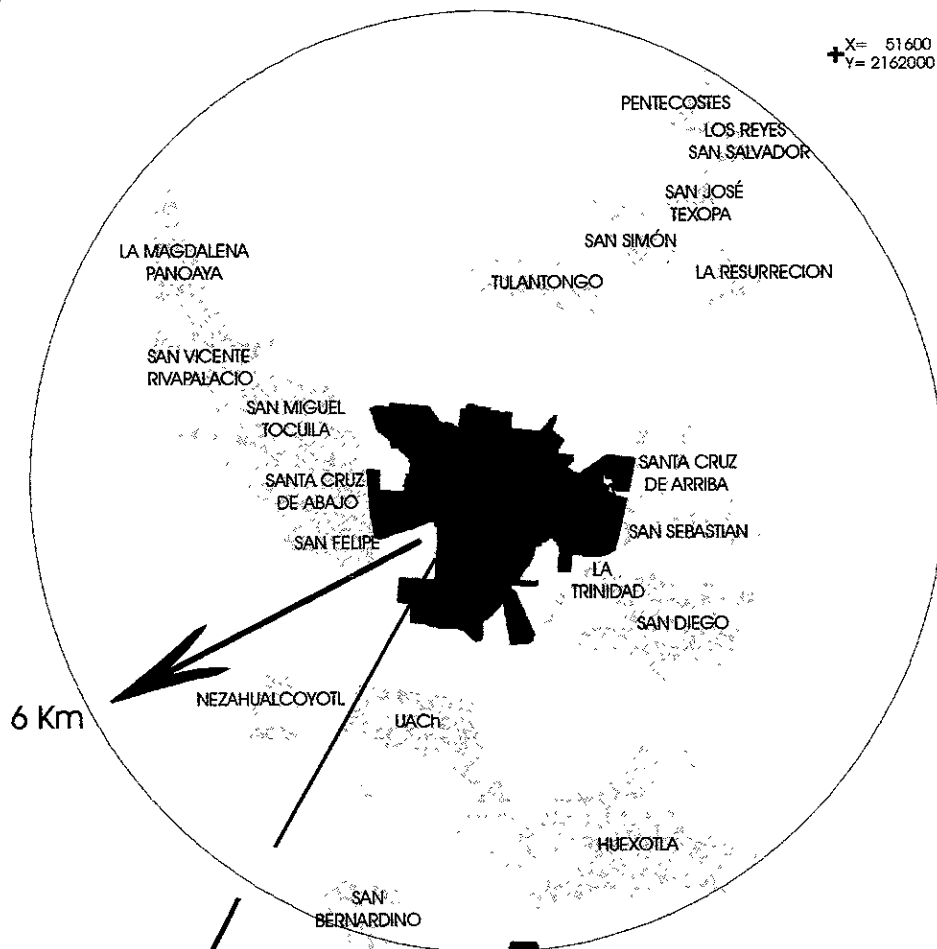 X= 51600
Y= 2162000
PENTECOSTES
LOS REYES
SAN SALVADOR
SAN JOSÉ
TEXOPA
SAN SIMÓN
LA MAGDALENA
PANOAYA
TULANTONGO
LA RESURRECION
SAN VICENTE
RIVAPALACIO
SAN MIGUEL
TOCUILA
SANTA CRUZ
DE ARRIBA
SANTA CRUZ
DE ABAJO
SAN SEBASTIAN
SAN FELIPE
LA
TRINIDAD
SAN DIEGO
NEZAHUALCOYOTL
6 Km
UACh
HUEXOTLA
SAN
BERNARDINO